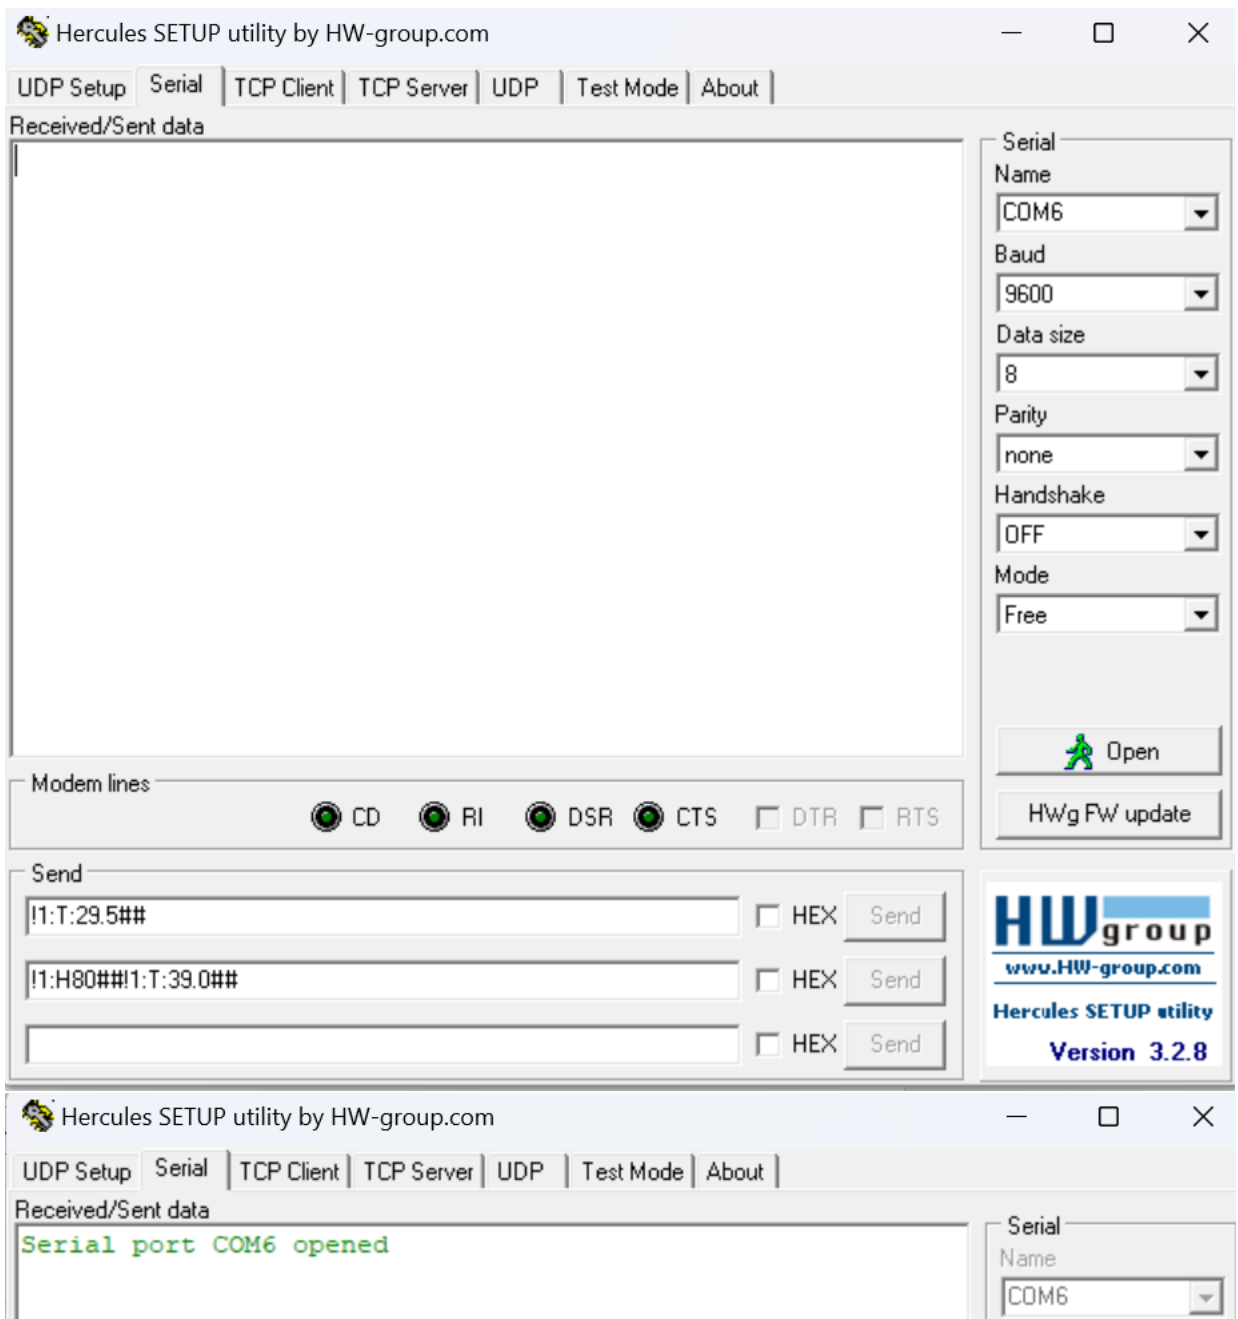 Hercules SETUP utility by HW-group.com
UDP Setup Serial TCP Client TCP Server UDP Test Mode About
Received/Sent data
Serial
Name
COM6
Baud
9600
Data size
8
Parity
none
Handshake
OFF
Mode
Free
Open
HWg FW update
Modem lines
CD RI DSR CTS DTR RTS
Send
!1:T:29.5## HEX Send
!1:H80##!1:T:39.0## HEX Send
HEX Send
HW group
www.HW-group.com
Hercules SETUP utility
Version 3.2.8
Hercules SETUP utility by HW-group.com
UDP Setup Serial TCP Client TCP Server UDP Test Mode About
Received/Sent data
Serial port COM6 opened
Serial
Name
COM6